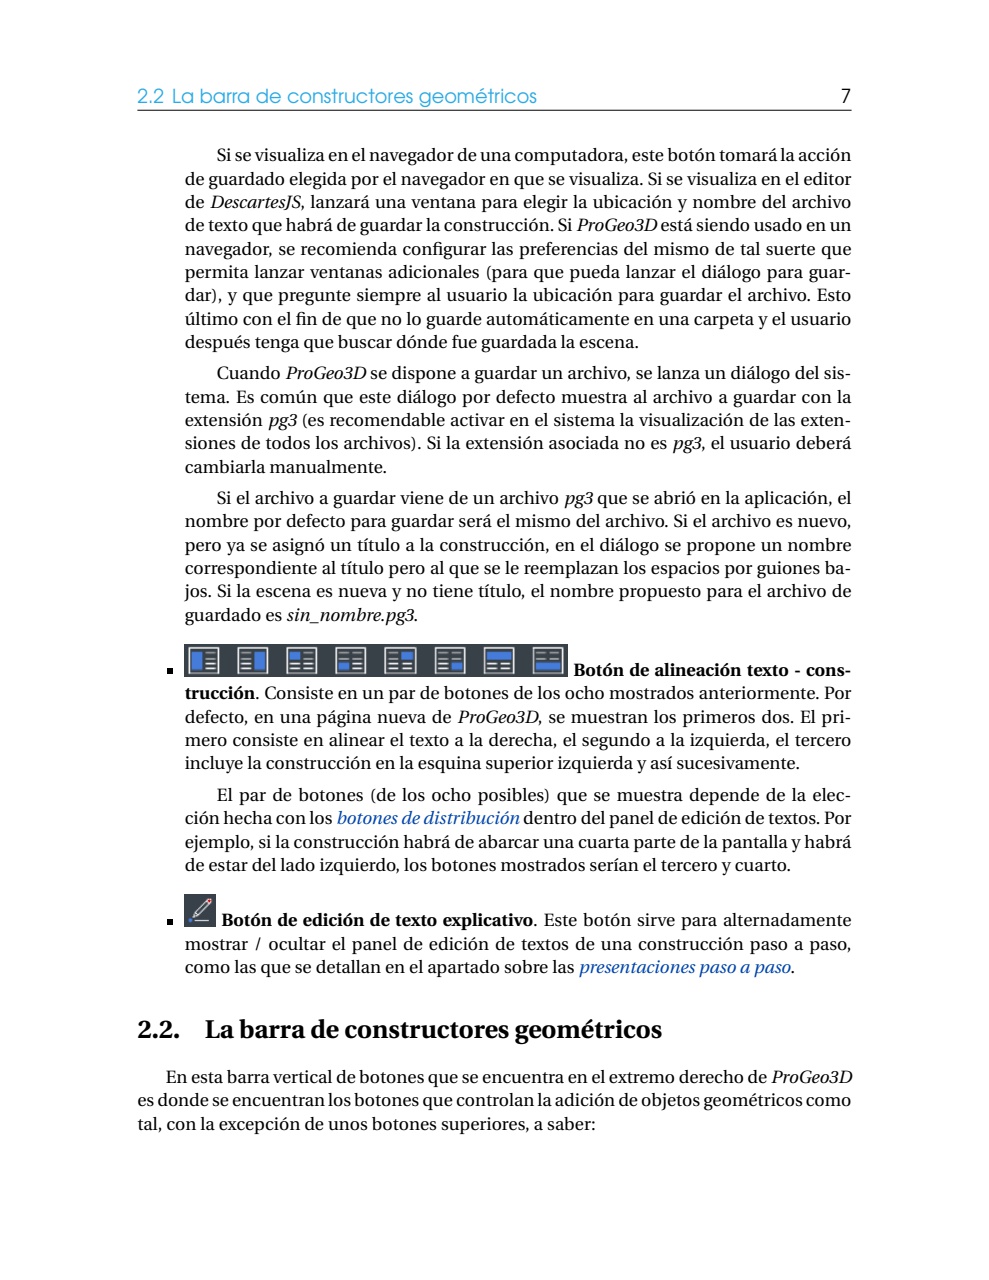 2.2 La barra de constructores geométricos 7
Si se visualiza en el navegador de una computadora, este botón tomará la acción
de guardado elegida por el navegador en que se visualiza. Si se visualiza en el editor
de DescartesJS, lanzará una ventana para elegir la ubicación y nombre del archivo
de texto que habrá de guardar la construcción. Si ProGeo3D está siendo usado en un
navegador, se recomienda configurar las preferencias del mismo de tal suerte que
permita lanzar ventanas adicionales (para que pueda lanzar el diálogo para guar-
dar), y que pregunte siempre al usuario la ubicación para guardar el archivo. Esto
último con el fin de que no lo guarde automáticamente en una carpeta y el usuario
después tenga que buscar dónde fue guardada la escena.
Cuando ProGeo3D se dispone a guardar un archivo, se lanza un diálogo del sis-
tema. Es común que este diálogo por defecto muestra al archivo a guardar con la
extensión pg3 (es recomendable activar en el sistema la visualización de las exten-
siones de todos los archivos). Si la extensión asociada no es pg3, el usuario deberá
cambiarla manualmente.
Si el archivo a guardar viene de un archivo pg3 que se abrió en la aplicación, el
nombre por defecto para guardar será el mismo del archivo. Si el archivo es nuevo,
pero ya se asignó un título a la construcción, en el diálogo se propone un nombre
correspondiente al título pero al que se le reemplazan los espacios por guiones ba-
jos. Si la escena es nueva y no tiene título, el nombre propuesto para el archivo de
guardado es sin_nombre.pg3.
Botón de alineación texto - cons-
trucción. Consiste en un par de botones de los ocho mostrados anteriormente. Por
defecto, en una página nueva de ProGeo3D, se muestran los primeros dos. El pri-
mero consiste en alinear el texto a la derecha, el segundo a la izquierda, el tercero
incluye la construcción en la esquina superior izquierda y así sucesivamente.
El par de botones (de los ocho posibles) que se muestra depende de la elec-
ción hecha con los botones de distribución dentro del panel de edición de textos. Por
ejemplo, si la construcción habrá de abarcar una cuarta parte de la pantalla y habrá
de estar del lado izquierdo, los botones mostrados serían el tercero y cuarto.
Botón de edición de texto explicativo. Este botón sirve para alternadamente
mostrar / ocultar el panel de edición de textos de una construcción paso a paso,
como las que se detallan en el apartado sobre las presentaciones paso a paso.
2.2. La barra de constructores geométricos
En esta barra vertical de botones que se encuentra en el extremo derecho de ProGeo3D
es donde se encuentran los botones que controlan la adición de objetos geométricos como
tal, con la excepción de unos botones superiores, a saber: